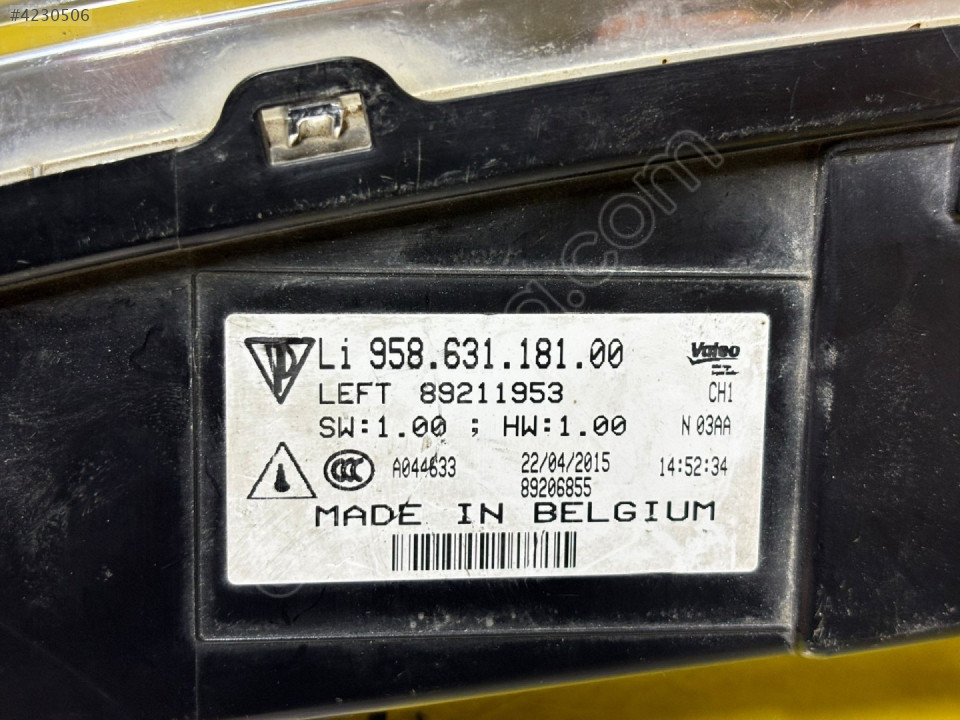 #4230506
Li 958.631.181.00
Valeo
LEFT 89211953
CH1
SW:1.00 ; HW:1.00
N 03AA
CCC
A044633
22/04/2015
14:52:34
89206855
MADE IN BELGIUM